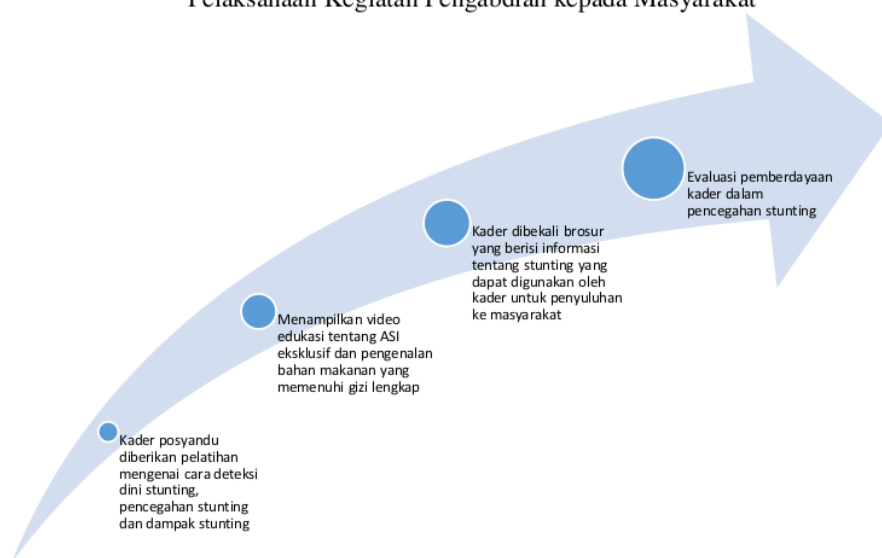 Pelaksanaan Kegiatan Pengabdian kepada Masyarakat
Evaluasi pemberdayaan
kader dalam
pencegahan stunting
Kader dibekali brosur
yang berisi informasi
tentang stunting yang
dapat digunakan oleh
kader untuk penyuluhan
ke masyarakat
Menampilkan video
edukasi tentang ASI
eksklusif dan pengenalan
bahan makanan yang
memenuhi gizi lengkap
Kader posyandu
diberikan pelatihan
mengenai cara deteksi
dini stunting,
pencegahan stunting
dan dampak stunting